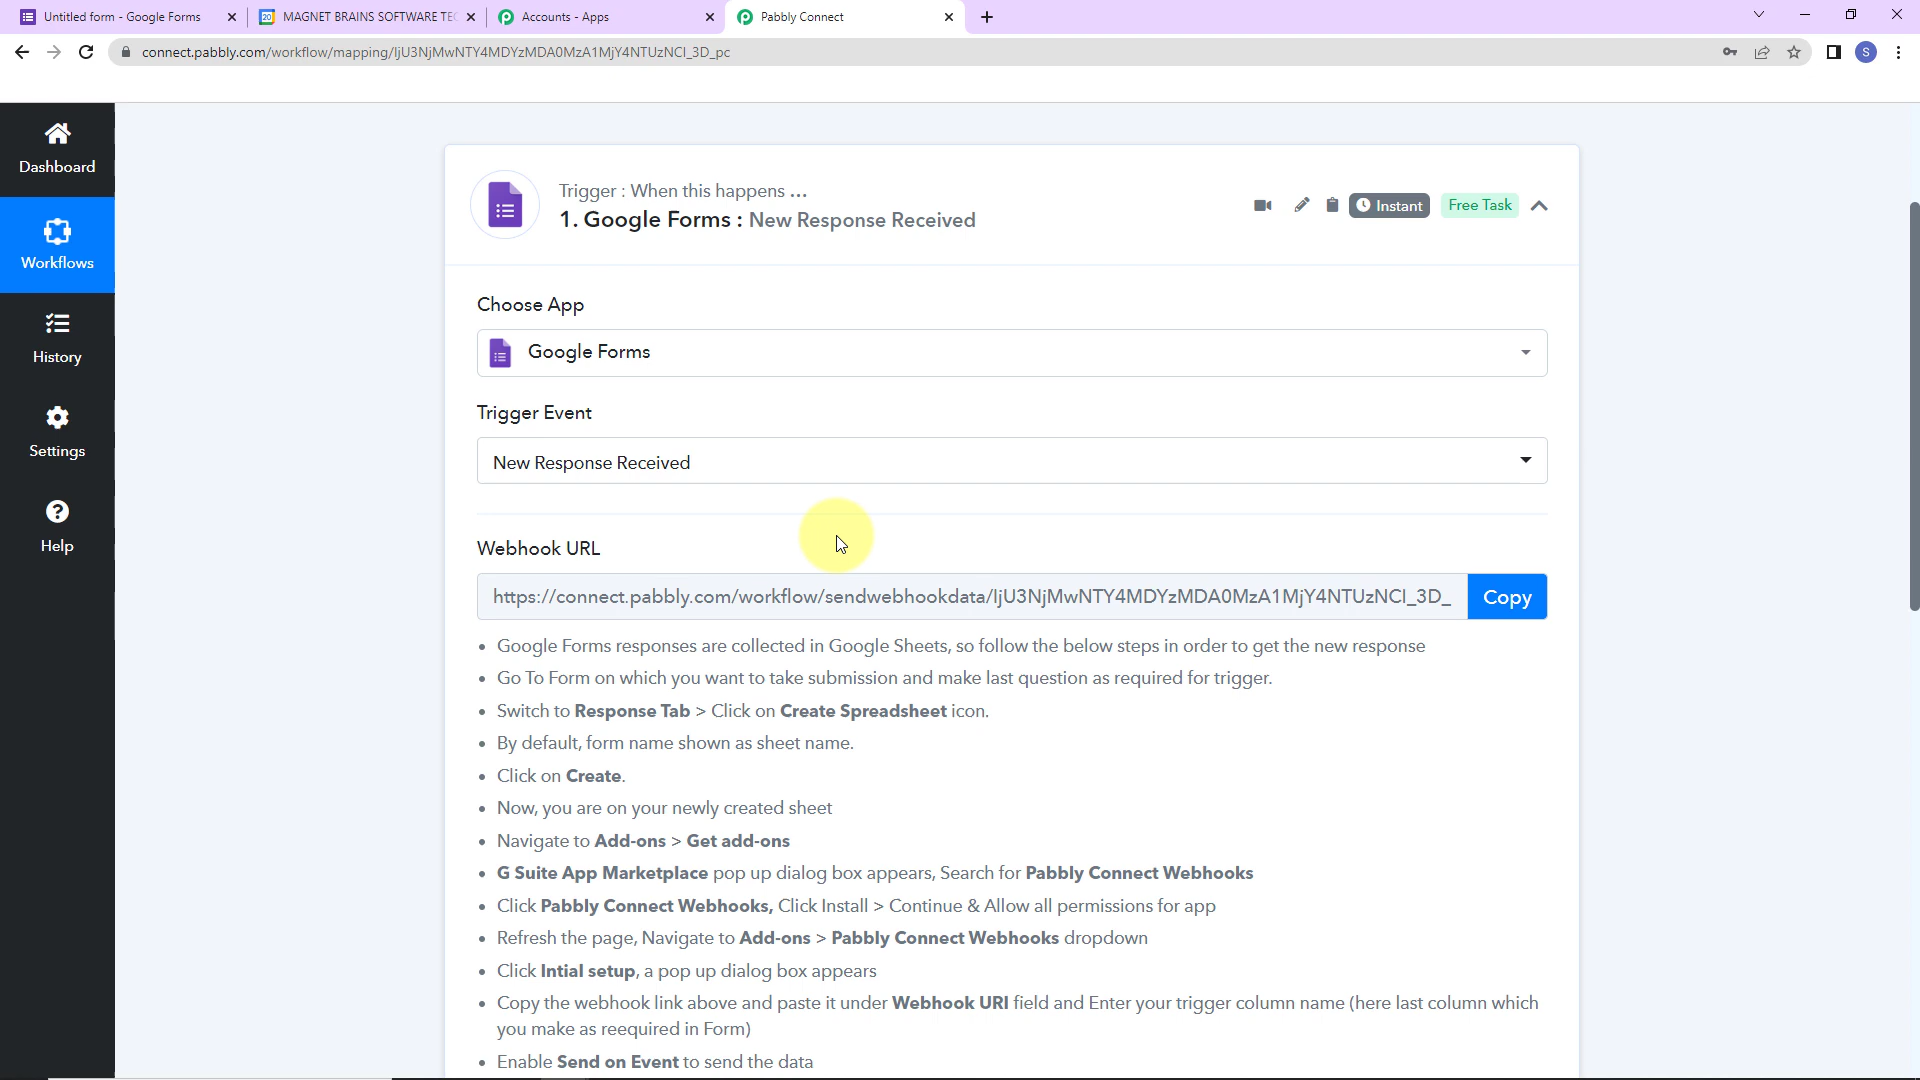 Untitled form - Google Forms
MAGNET BRAINS SOFTWARE TEC
Accounts - Apps
Pabbly Connect
connect.pabbly.com/workflow/mapping/IjU3NjMwNTY4MDYzMDA0MzA1MjY4NTUzNCI_3D_pc
S
Dashboard
Workflows
History
Settings
Help
Trigger : When this happens ...
1. Google Forms : New Response Received
Instant
Free Task
Choose App
Google Forms
Trigger Event
New Response Received
Webhook URL
https://connect.pabbly.com/workflow/sendwebhookdata/IjU3NjMwNTY4MDYzMDA0MzA1MjY4NTUzNCI_3D_
Copy
• Google Forms responses are collected in Google Sheets, so follow the below steps in order to get the new response
• Go To Form on which you want to take submission and make last question as required for trigger.
• Switch to Response Tab > Click on Create Spreadsheet icon.
• By default, form name shown as sheet name.
• Click on Create.
• Now, you are on your newly created sheet
• Navigate to Add-ons > Get add-ons
• G Suite App Marketplace pop up dialog box appears, Search for Pabbly Connect Webhooks
• Click Pabbly Connect Webhooks, Click Install > Continue & Allow all permissions for app
• Refresh the page, Navigate to Add-ons > Pabbly Connect Webhooks dropdown
• Click Intial setup, a pop up dialog box appears
• Copy the webhook link above and paste it under Webhook URl field and Enter your trigger column name (here last column which
you make as reequired in Form)
• Enable Send on Event to send the data